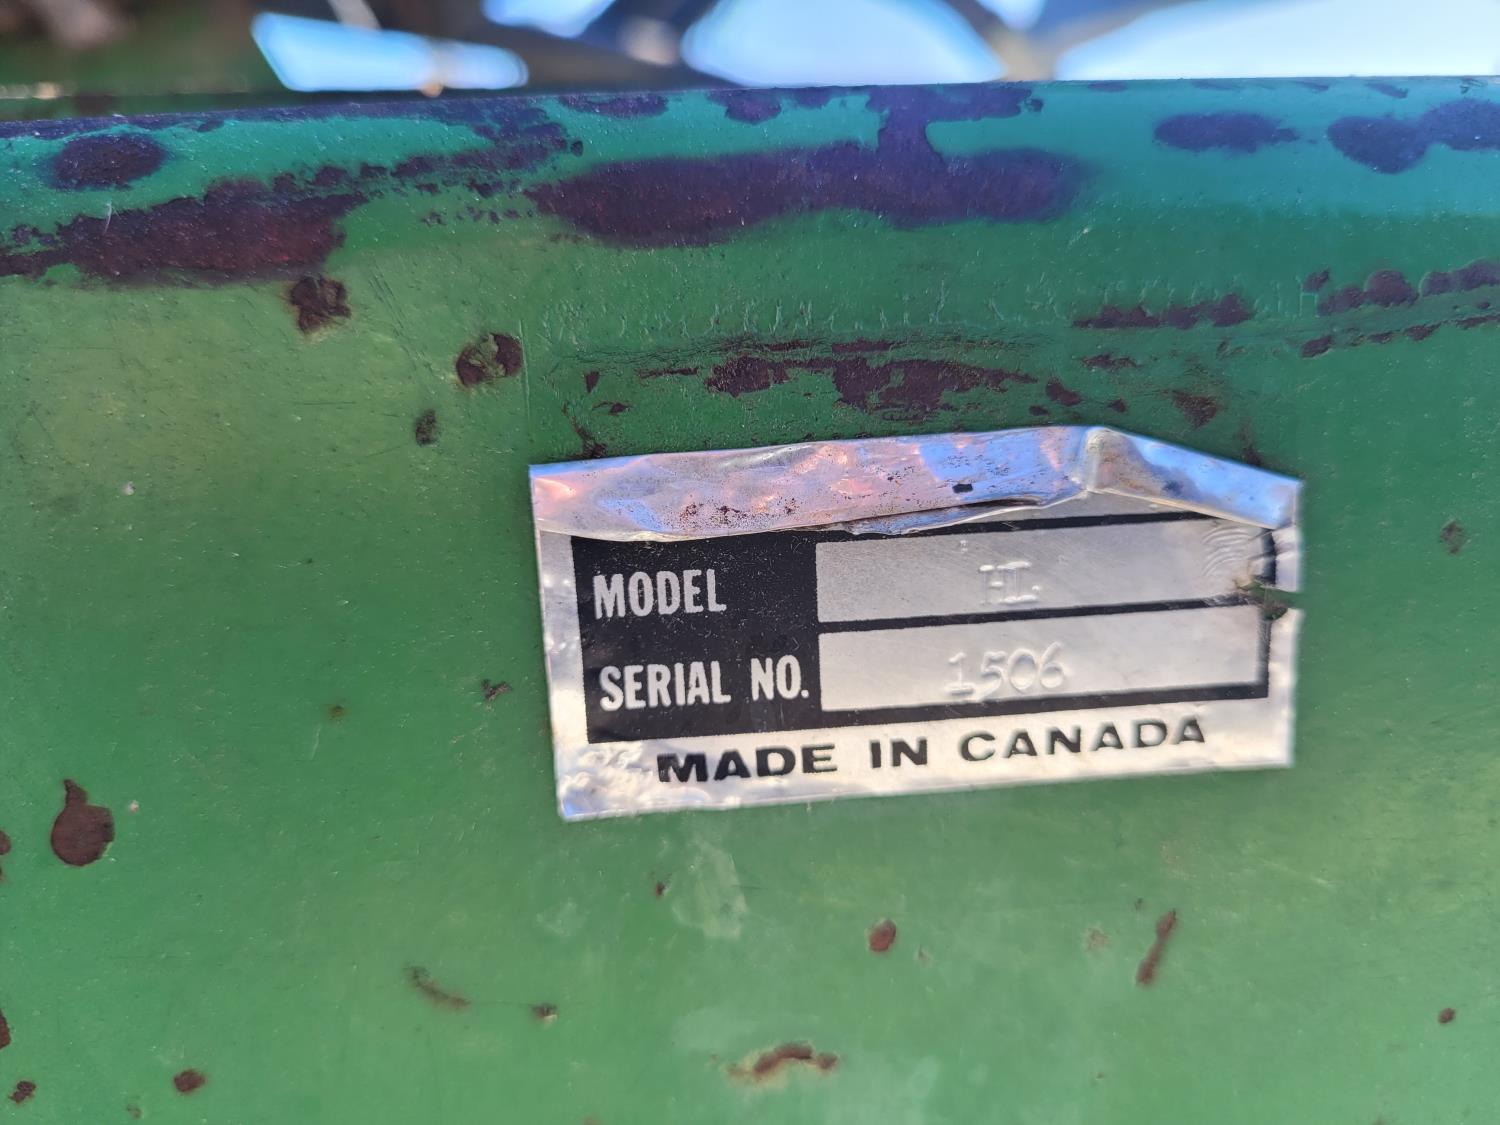 MODEL HL
SERIAL NO. 1506
MADE IN CANADA